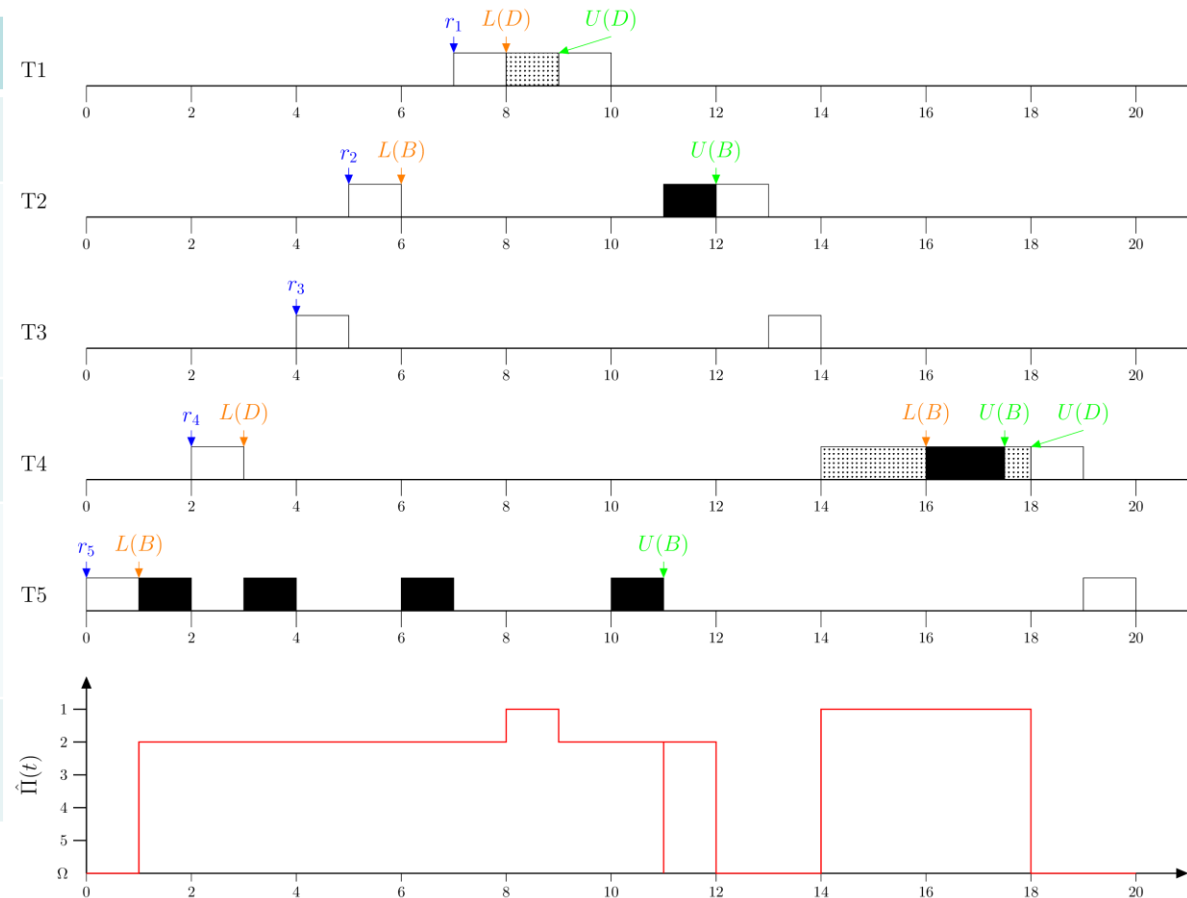 r₁ L(D) U(D)
T1
0 2 4 6 8 10 12 14 16 18 20
r₂ L(B) U(B)
T2
0 2 4 6 8 10 12 14 16 18 20
r₃
T3
0 2 4 6 8 10 12 14 16 18 20
r₄ L(D) L(B) U(B) U(D)
T4
0 2 4 6 8 10 12 14 16 18 20
r₅ L(B) U(B)
T5
0 2 4 6 8 10 12 14 16 18 20
Π̂(t)
1
2
3
4
5
Ω
0 2 4 6 8 10 12 14 16 18 20